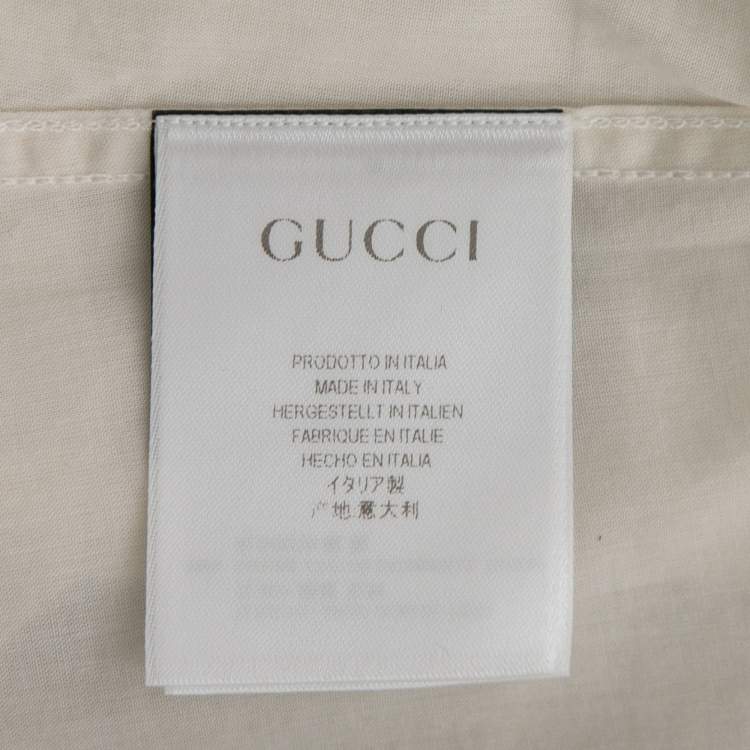 GUCCI
PRODOTTO IN ITALIA
MADE IN ITALY
HERGESTELLT IN ITALIEN
FABRIQUE EN ITALIE
HECHO EN ITALIA
イタリア製
产地意大利